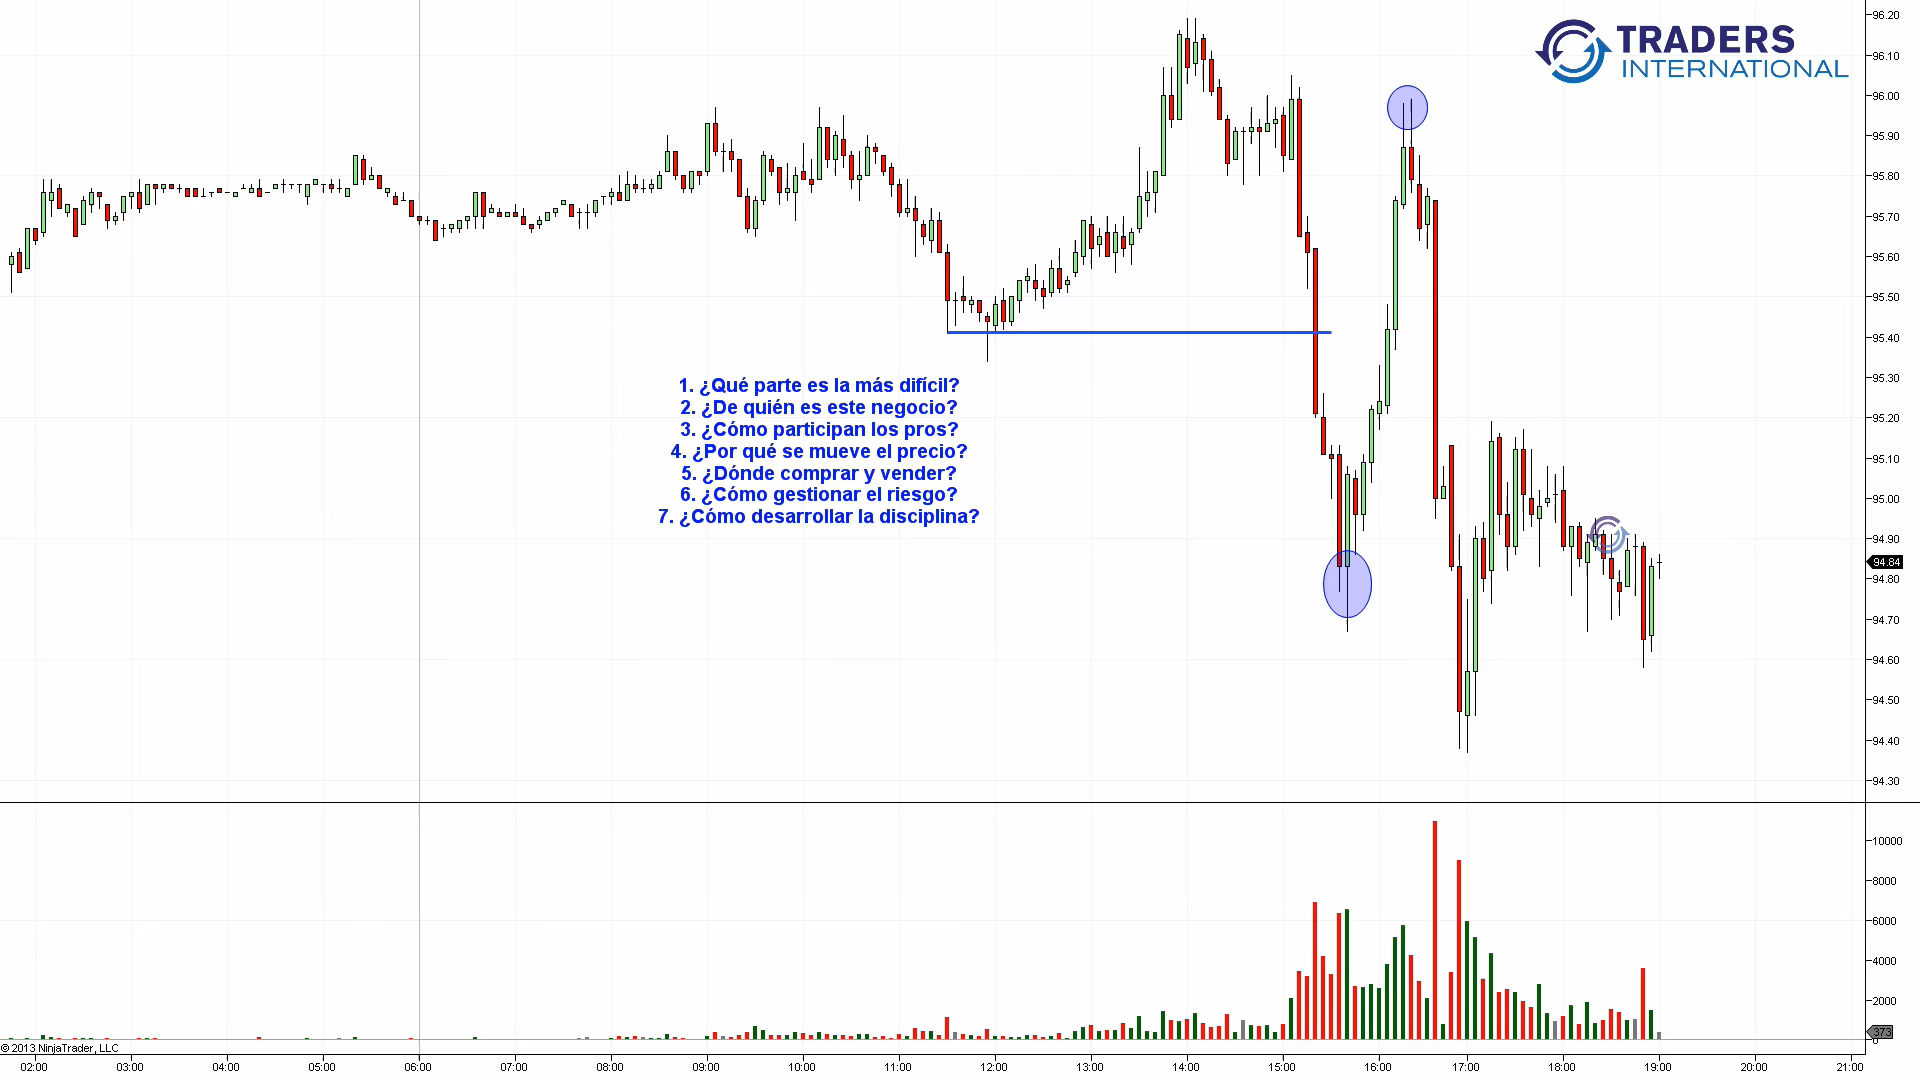 TRADERS
INTERNATIONAL
1. ¿Qué parte es la más difícil?
2. ¿De quién es este negocio?
3. ¿Cómo participan los pros?
4. ¿Por qué se mueve el precio?
5. ¿Dónde comprar y vender?
6. ¿Cómo gestionar el riesgo?
7. ¿Cómo desarrollar la disciplina?
96.20
96.10
96.00
95.90
95.80
95.70
95.60
95.50
95.40
95.30
95.20
95.10
95.00
94.90
94.84
94.80
94.70
94.60
94.50
94.40
94.30
10000
8000
6000
4000
2000
373
0
© 2013 NinjaTrader, LLC
02:00 03:00 04:00 05:00 06:00 07:00 08:00 09:00 10:00 11:00 12:00 13:00 14:00 15:00 16:00 17:00 18:00 19:00 20:00 21:00